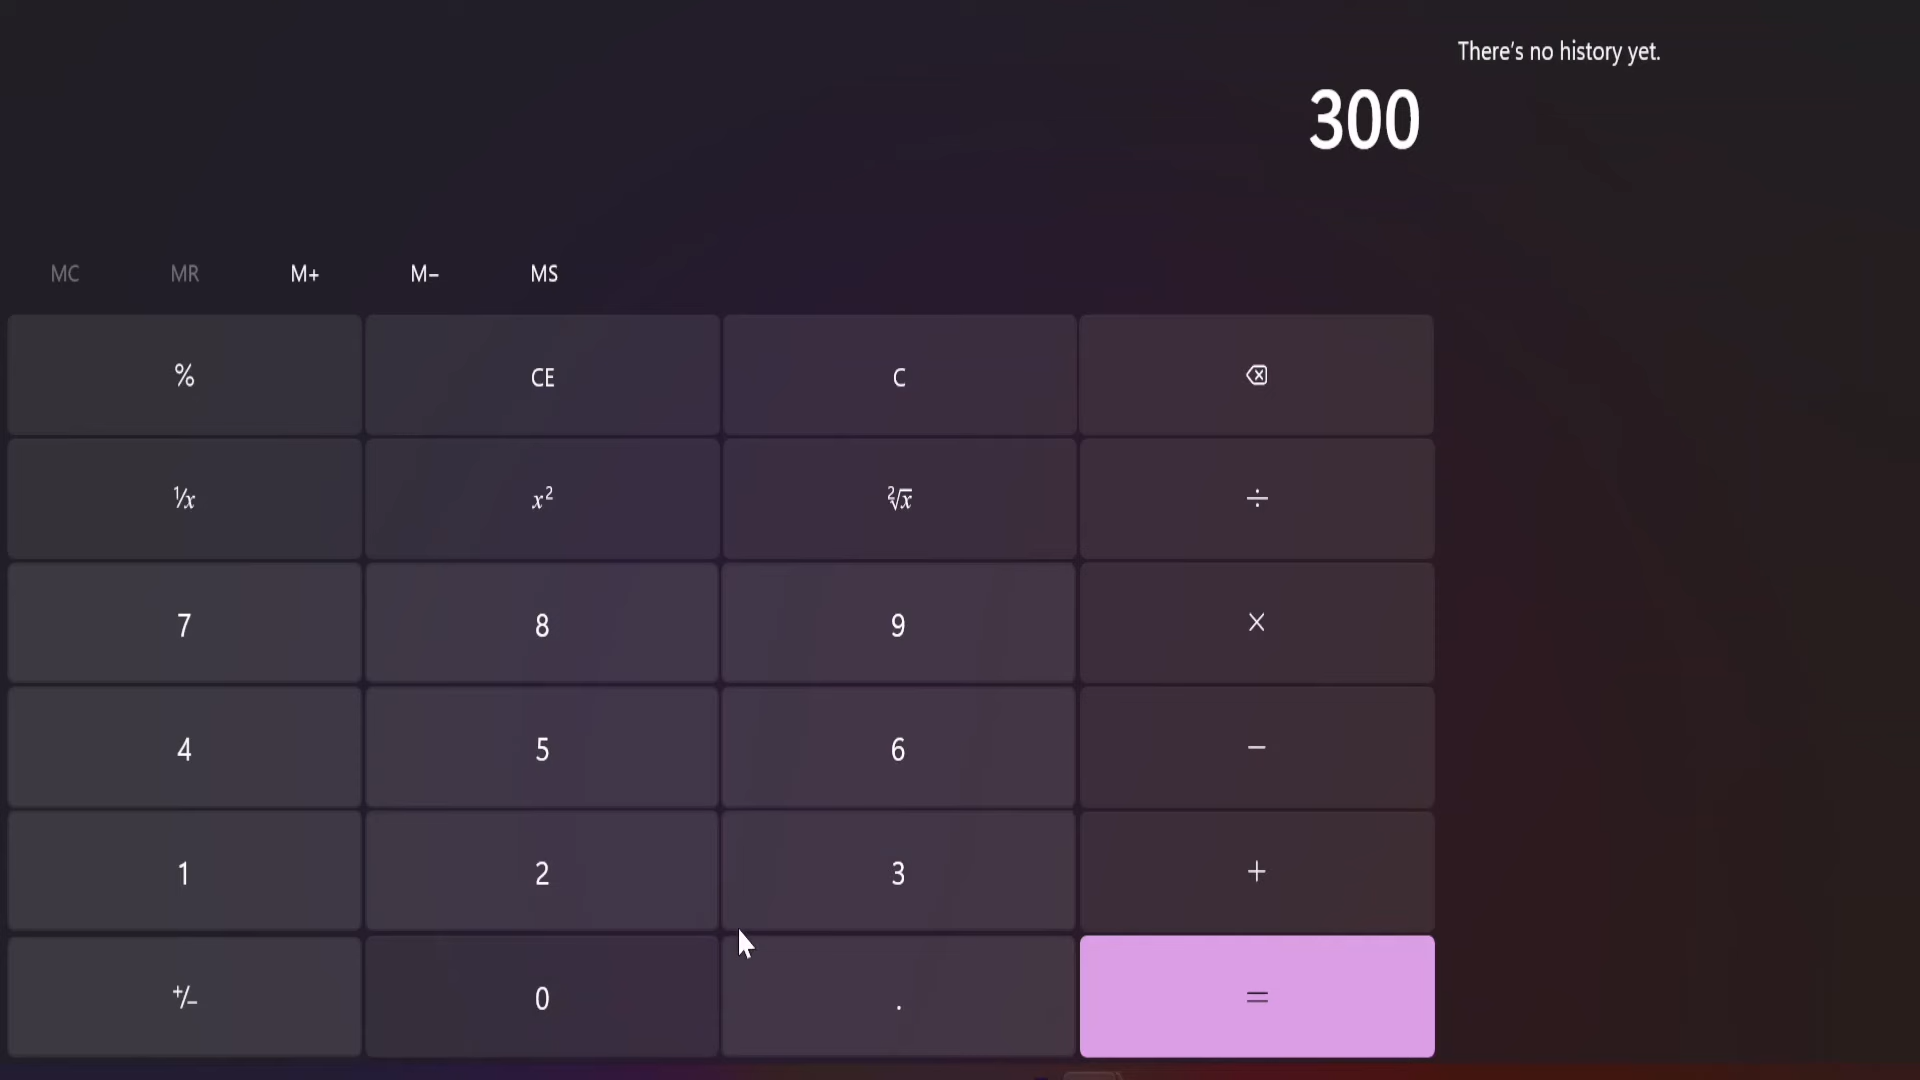 There's no history yet.
300
MC MR M+ M− MS
% CE C
⅟x x² ²√x ÷
7 8 9 ×
4 5 6 −
1 2 3 +
+/− 0 . =